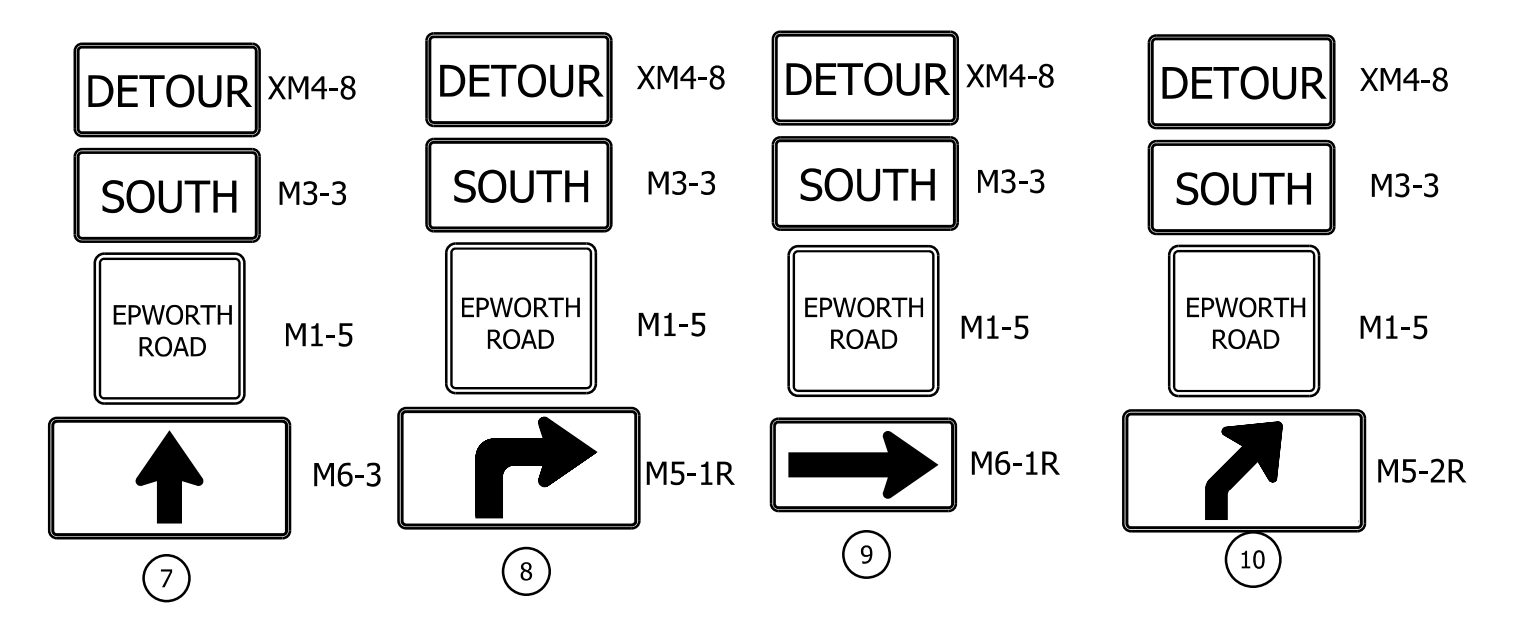 DETOUR XM4-8
SOUTH M3-3
EPWORTH
ROAD
M1-5
M6-3
7
DETOUR XM4-8
SOUTH M3-3
EPWORTH
ROAD
M1-5
M5-1R
8
DETOUR XM4-8
SOUTH M3-3
EPWORTH
ROAD
M1-5
M6-1R
9
DETOUR XM4-8
SOUTH M3-3
EPWORTH
ROAD
M1-5
M5-2R
10